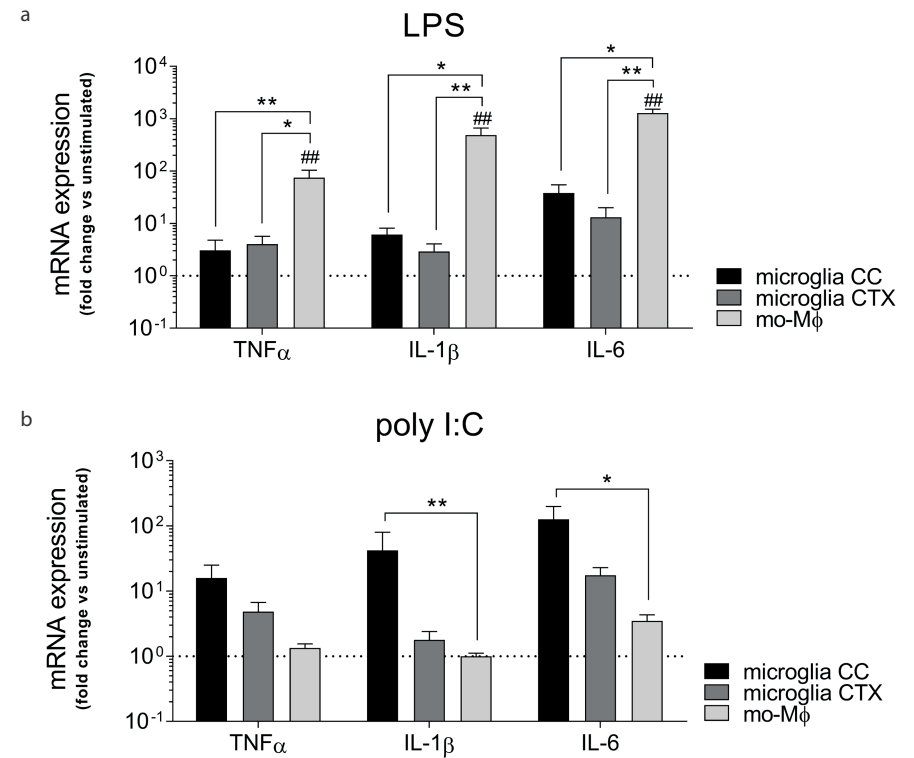 a
LPS
mRNA expression
(fold change vs unstimulated)
10⁴
10³
10²
10¹
10⁰
10⁻¹
** * ##
* ** ##
* ** ##
TNFα IL-1β IL-6
microglia CC
microglia CTX
mo-Mϕ
b
poly I:C
mRNA expression
(fold change vs unstimulated)
10³
10²
10¹
10⁰
10⁻¹
**
*
TNFα IL-1β IL-6
microglia CC
microglia CTX
mo-Mϕ